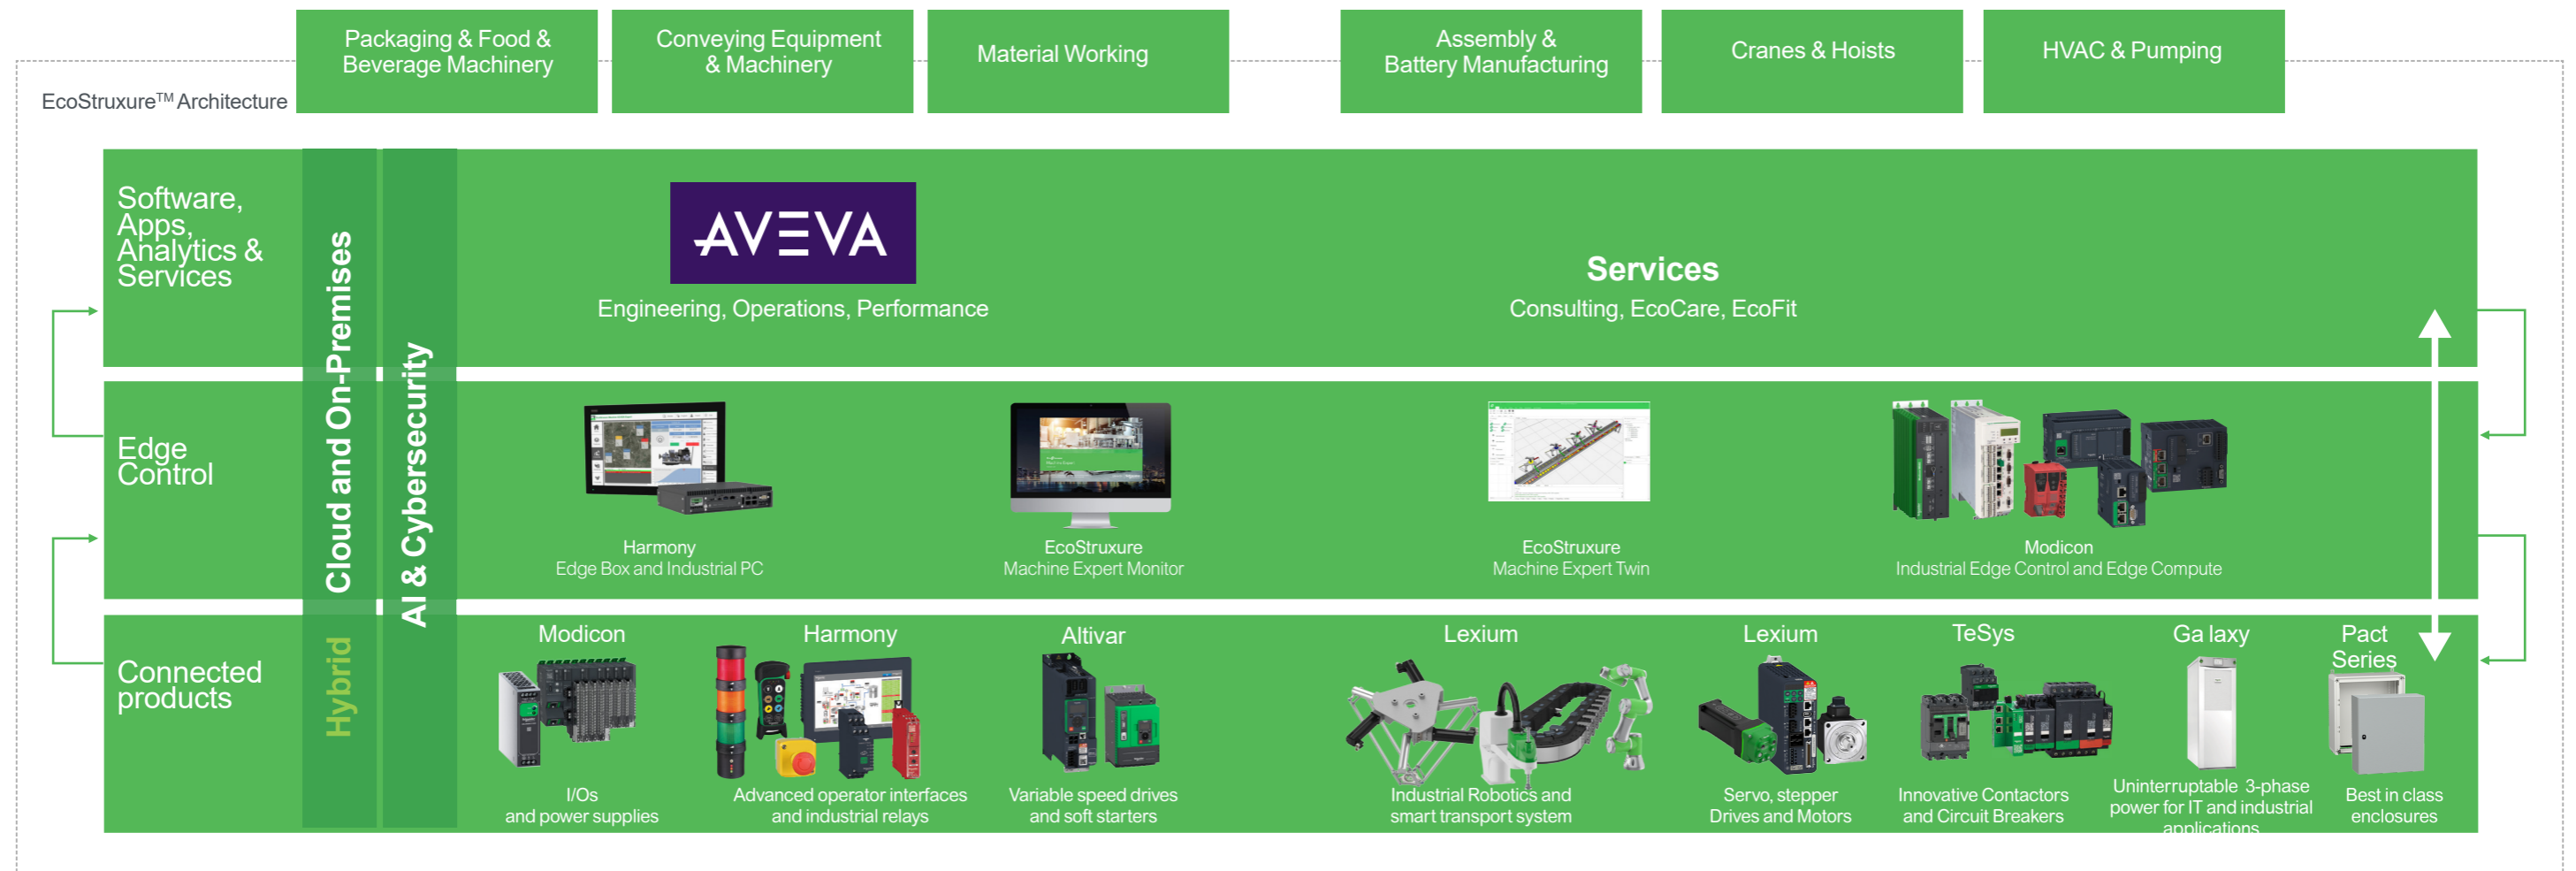 Packaging & Food &
Beverage Machinery
Conveying Equipment
& Machinery
Material Working
Assembly &
Battery Manufacturing
Cranes & Hoists
HVAC & Pumping
EcoStruxure™ Architecture
Software,
Apps,
Analytics &
Services
Hybrid Cloud and On-Premises
AI & Cybersecurity
AVEVA
Engineering, Operations, Performance
Services
Consulting, EcoCare, EcoFit
Edge
Control
Harmony
Edge Box and Industrial PC
EcoStruxure
Machine Expert Monitor
EcoStruxure
Machine Expert Twin
Modicon
Industrial Edge Control and Edge Compute
Connected
products
Modicon
I/Os
and power supplies
Harmony
Advanced operator interfaces
and industrial relays
Altivar
Variable speed drives
and soft starters
Lexium
Industrial Robotics and
smart transport system
Lexium
Servo, stepper
Drives and Motors
TeSys
Innovative Contactors
and Circuit Breakers
Ga laxy
Uninterruptable 3-phase
power for IT and industrial
applications
Pact
Series
Best in class
enclosures